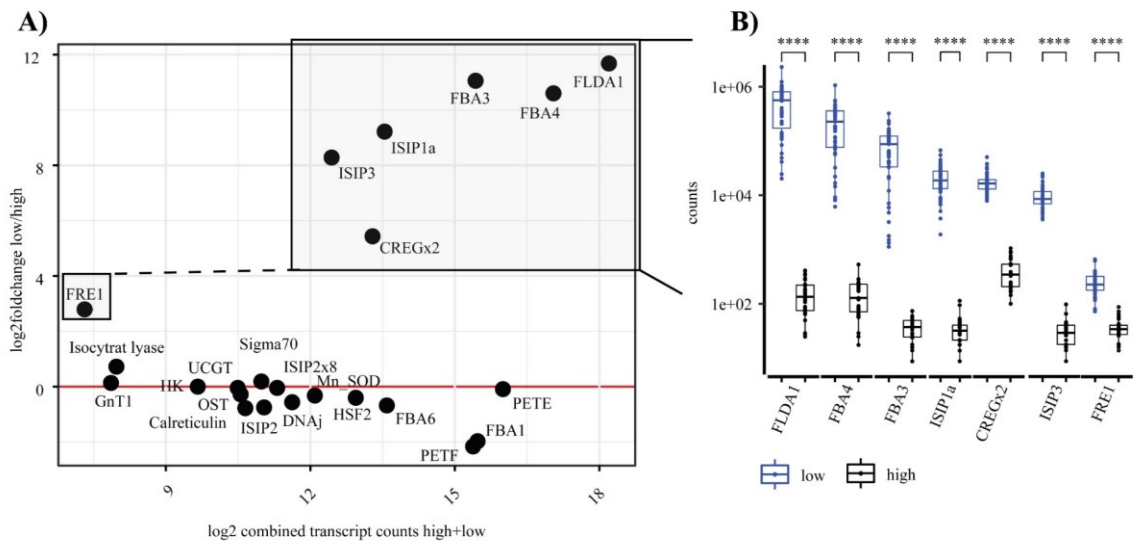 A)
B)
log2foldchange low/high
12
8
4
0
FLDA1
FBA3
FBA4
ISIP1a
ISIP3
CREGx2
FRE1
Isocytrat lyase
GnT1
Sigma70
UCGT
ISIP2x8
HK
Mn_SOD
OST
HSF2
PETE
Calreticulin
ISIP2
DNAj
FBA6
FBA1
PETF
9
12
15
18
log2 combined transcript counts high+low
**** **** **** **** **** **** ****
counts
1e+06
1e+04
1e+02
FLDA1
FBA4
FBA3
ISIP1a
CREGx2
ISIP3
FRE1
low
high